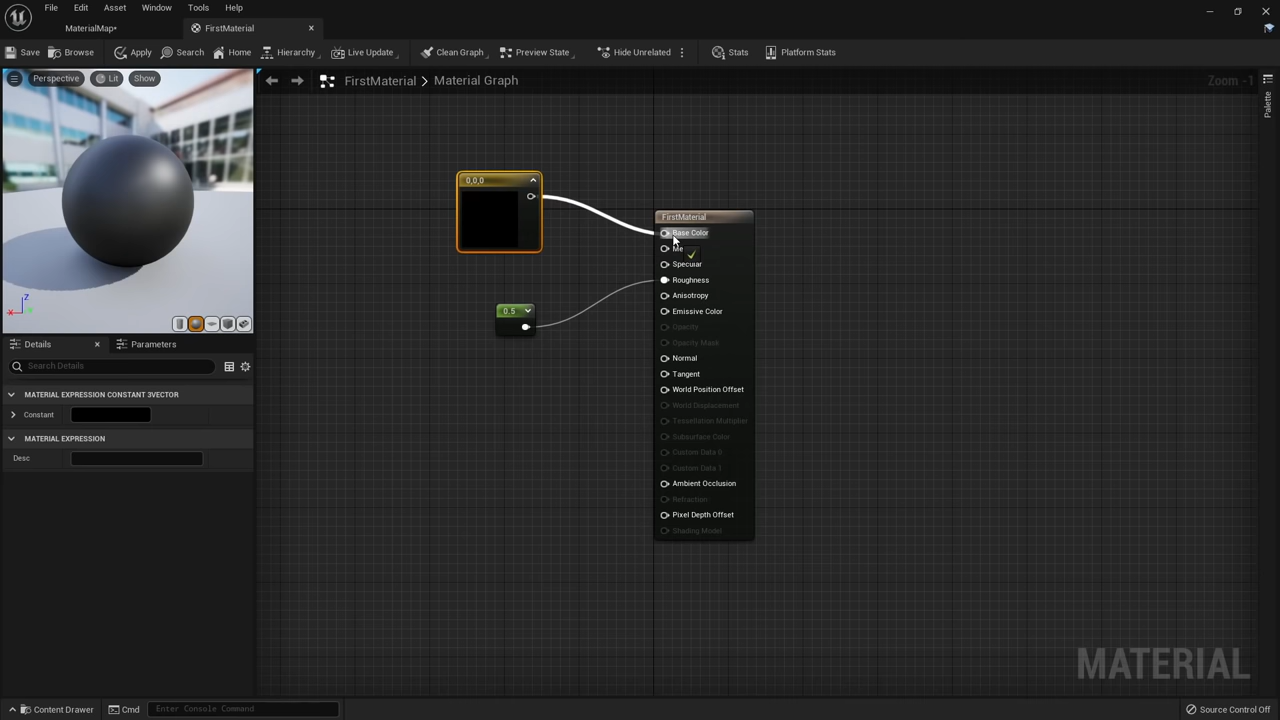 File Edit Asset Window Tools Help
MaterialMap• FirstMaterial
Save Browse Apply Search Home Hierarchy Live Update Clean Graph Preview State Hide Unrelated Stats Platform Stats
Perspective Lit Show
FirstMaterial > Material Graph
Zoom -1
Palette
0,0,0
0.5
FirstMaterial
Base Color
Me
Specular
Roughness
Anisotropy
Emissive Color
Opacity
Opacity Mask
Normal
Tangent
World Position Offset
World Displacement
Tessellation Multiplier
Subsurface Color
Custom Data 0
Custom Data 1
Ambient Occlusion
Refraction
Pixel Depth Offset
Shading Model
Z
X
Details Parameters
Search Details
MATERIAL EXPRESSION CONSTANT 3VECTOR
Constant
MATERIAL EXPRESSION
Desc
MATERIAL
Content Drawer Cmd Enter Console Command Source Control Off